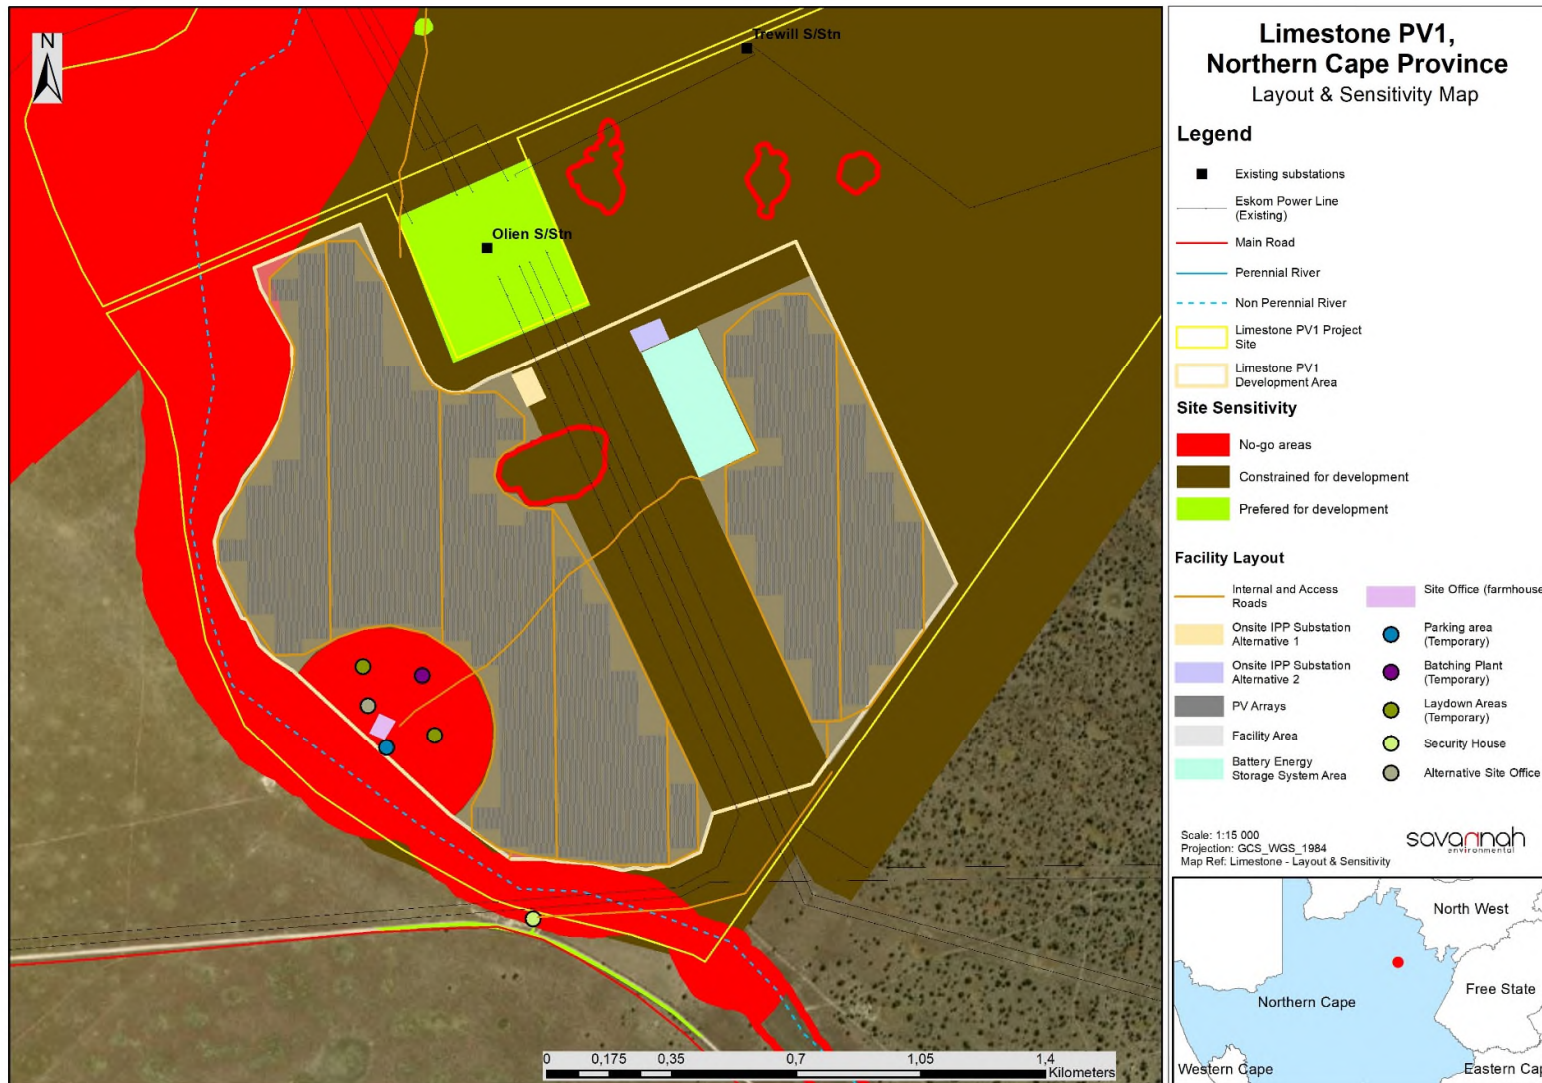 N
Trewill S/Stn
Olien S/Stn
0 0,175 0,35 0,7 1,05 1,4
Kilometers
Limestone PV1,
Northern Cape Province
Layout & Sensitivity Map
Legend
Existing substations
Eskom Power Line
(Existing)
Main Road
Perennial River
Non Perennial River
Limestone PV1 Project
Site
Limestone PV1
Development Area
Site Sensitivity
No-go areas
Constrained for development
Prefered for development
Facility Layout
Internal and Access
Roads
Onsite IPP Substation
Alternative 1
Onsite IPP Substation
Alternative 2
PV Arrays
Facility Area
Battery Energy
Storage System Area
Site Office (farmhouse
Parking area
(Temporary)
Batching Plant
(Temporary)
Laydown Areas
(Temporary)
Security House
Alternative Site Office
Scale: 1:15 000
Projection: GCS_WGS_1984
Map Ref: Limestone - Layout & Sensitivity
savannah
environmental
North West
Northern Cape
Free State
Western Cape
Eastern Cap